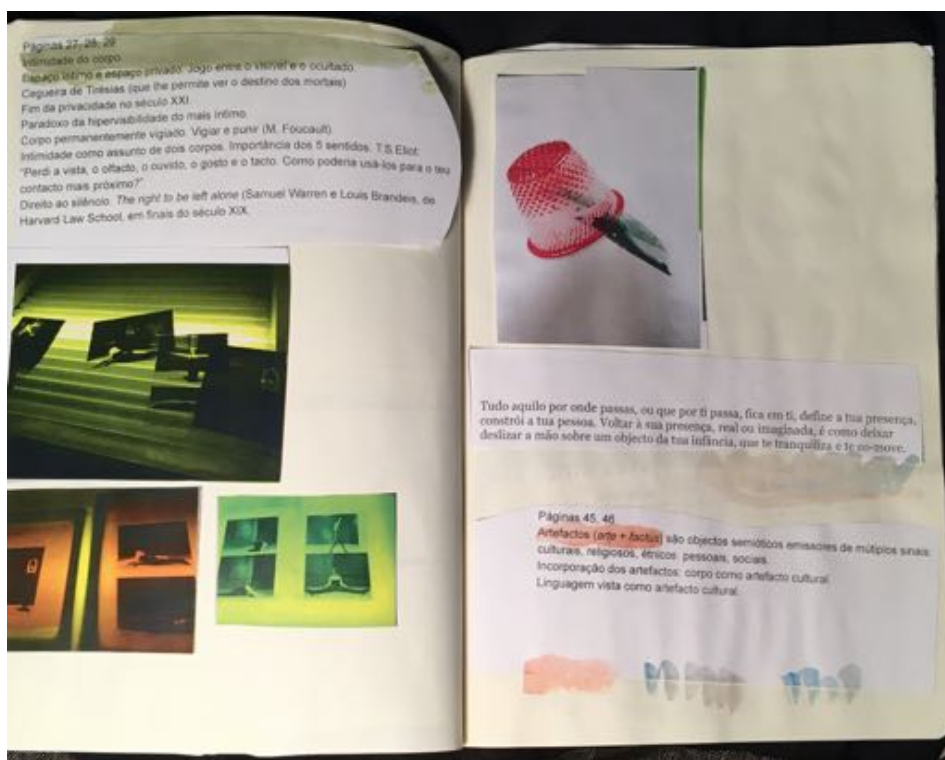 Páginas 27, 28, 29
Intimidade do corpo.
Espaço íntimo e espaço privado. Jogo entre o visível e o ocultado.
Cegueira de Tirésias (que lhe permite ver o destino dos mortais)
Fim da privacidade no século XXI.
Paradoxo da hipervisibilidade do mais íntimo.
Corpo permanentemente vigiado. Vigiar e punir (M. Foucault).
Intimidade como assunto de dois corpos. Importância dos 5 sentidos. T.S.Eliot:
"Perdi a vista, o olfacto, o ouvido, o gosto e o tacto. Como poderia usá-los para o teu
contacto mais próximo?"
Direito ao silêncio. The right to be left alone (Samuel Warren e Louis Brandeis, de
Harvard Law School, em finais do século XIX.
Tudo aquilo por onde passas, ou que por ti passa, fica em ti, define a tua presença,
constrói a tua pessoa. Voltar à sua presença, real ou imaginada, é como deixar
deslizar a mão sobre um objecto da tua infância, que te tranquiliza e te co-move.
Páginas 45, 46
Artefactos (arte + factus) são objectos semióticos emissores de múltiplos sinais:
culturais, religiosos, étnicos, pessoais, sociais.
Incorporação dos artefactos: corpo como artefacto cultural.
Linguagem vista como artefacto cultural.